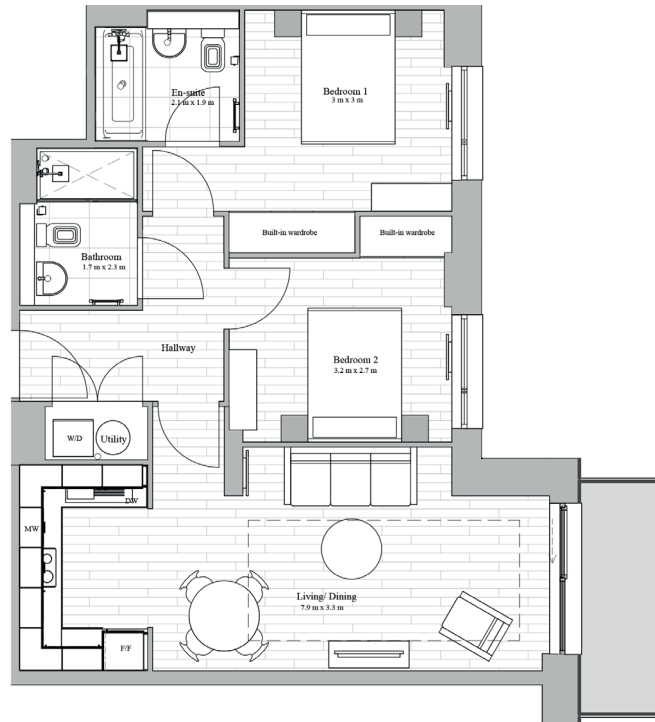 En-suite
2.1 m x 1.9 m
Bedroom 1
3 m x 3 m
Built-in wardrobe
Built-in wardrobe
Bathroom
1.7 m x 2.3 m
Hallway
Bedroom 2
3.2 m x 2.7 m
W/D
Utility
DW
MW
Living/ Dining
7.9 m x 3.3 m
F/F